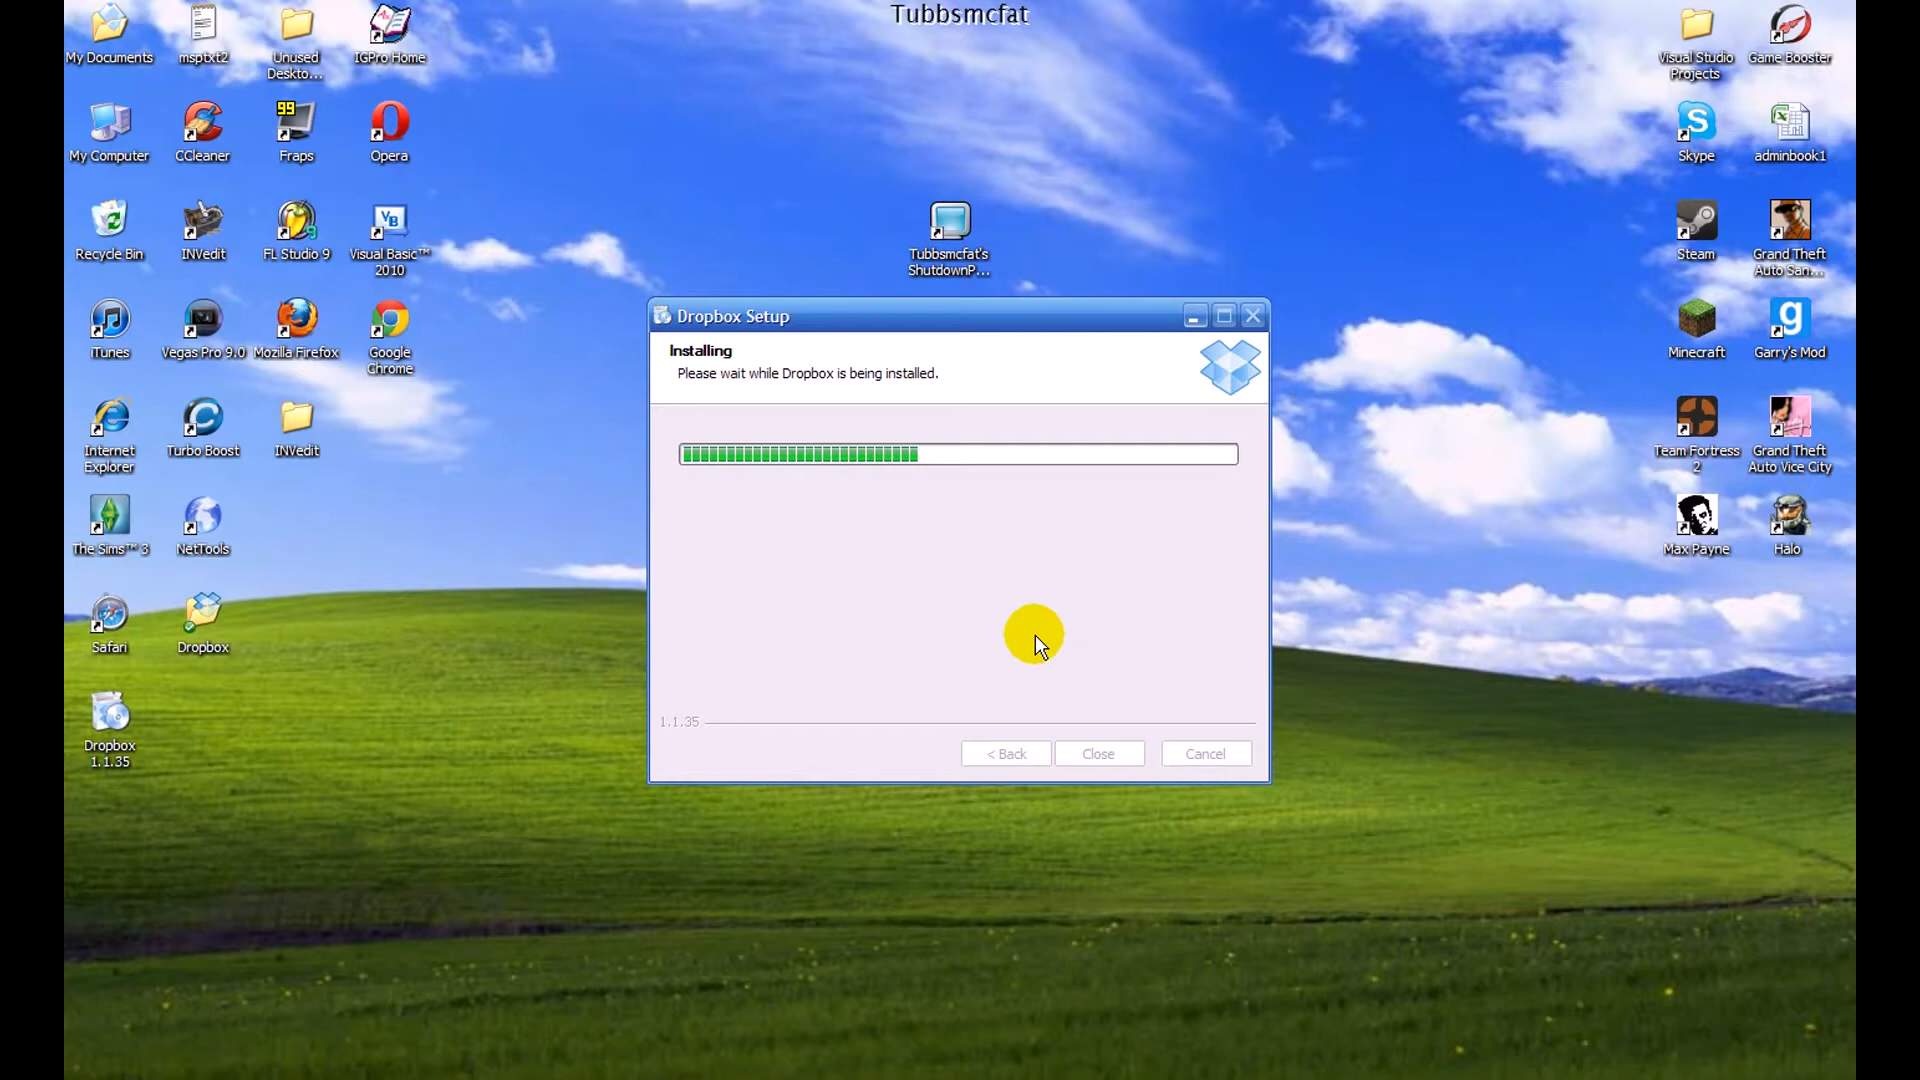 Tubbsmcfat
My Documents
msptxt2
Unused
Deskto...
IGPro Home
Visual Studio
Projects
Game Booster
99
My Computer
CCleaner
Fraps
Opera
Skype
adminbook1
Recycle Bin
INVedit
FL Studio 9
Visual Basic™
2010
Tubbsmcfat's
ShutdownP...
Steam
Grand Theft
Auto San...
iTunes
Vegas Pro 9.0
Mozilla Firefox
Google
Chrome
Minecraft
Garry's Mod
Internet
Explorer
Turbo Boost
INVedit
Team Fortress
2
Grand Theft
Auto Vice City
The Sims™ 3
NetTools
Max Payne
Halo
Safari
Dropbox
Dropbox
1.1.35
Dropbox Setup
Installing
Please wait while Dropbox is being installed.
1.1.35
< Back
Close
Cancel